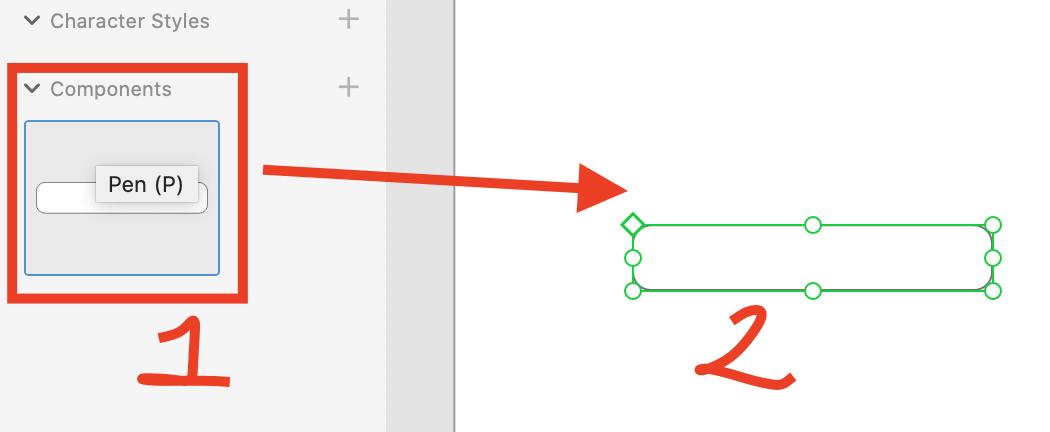 Character Styles
Components
Pen (P)
1
2